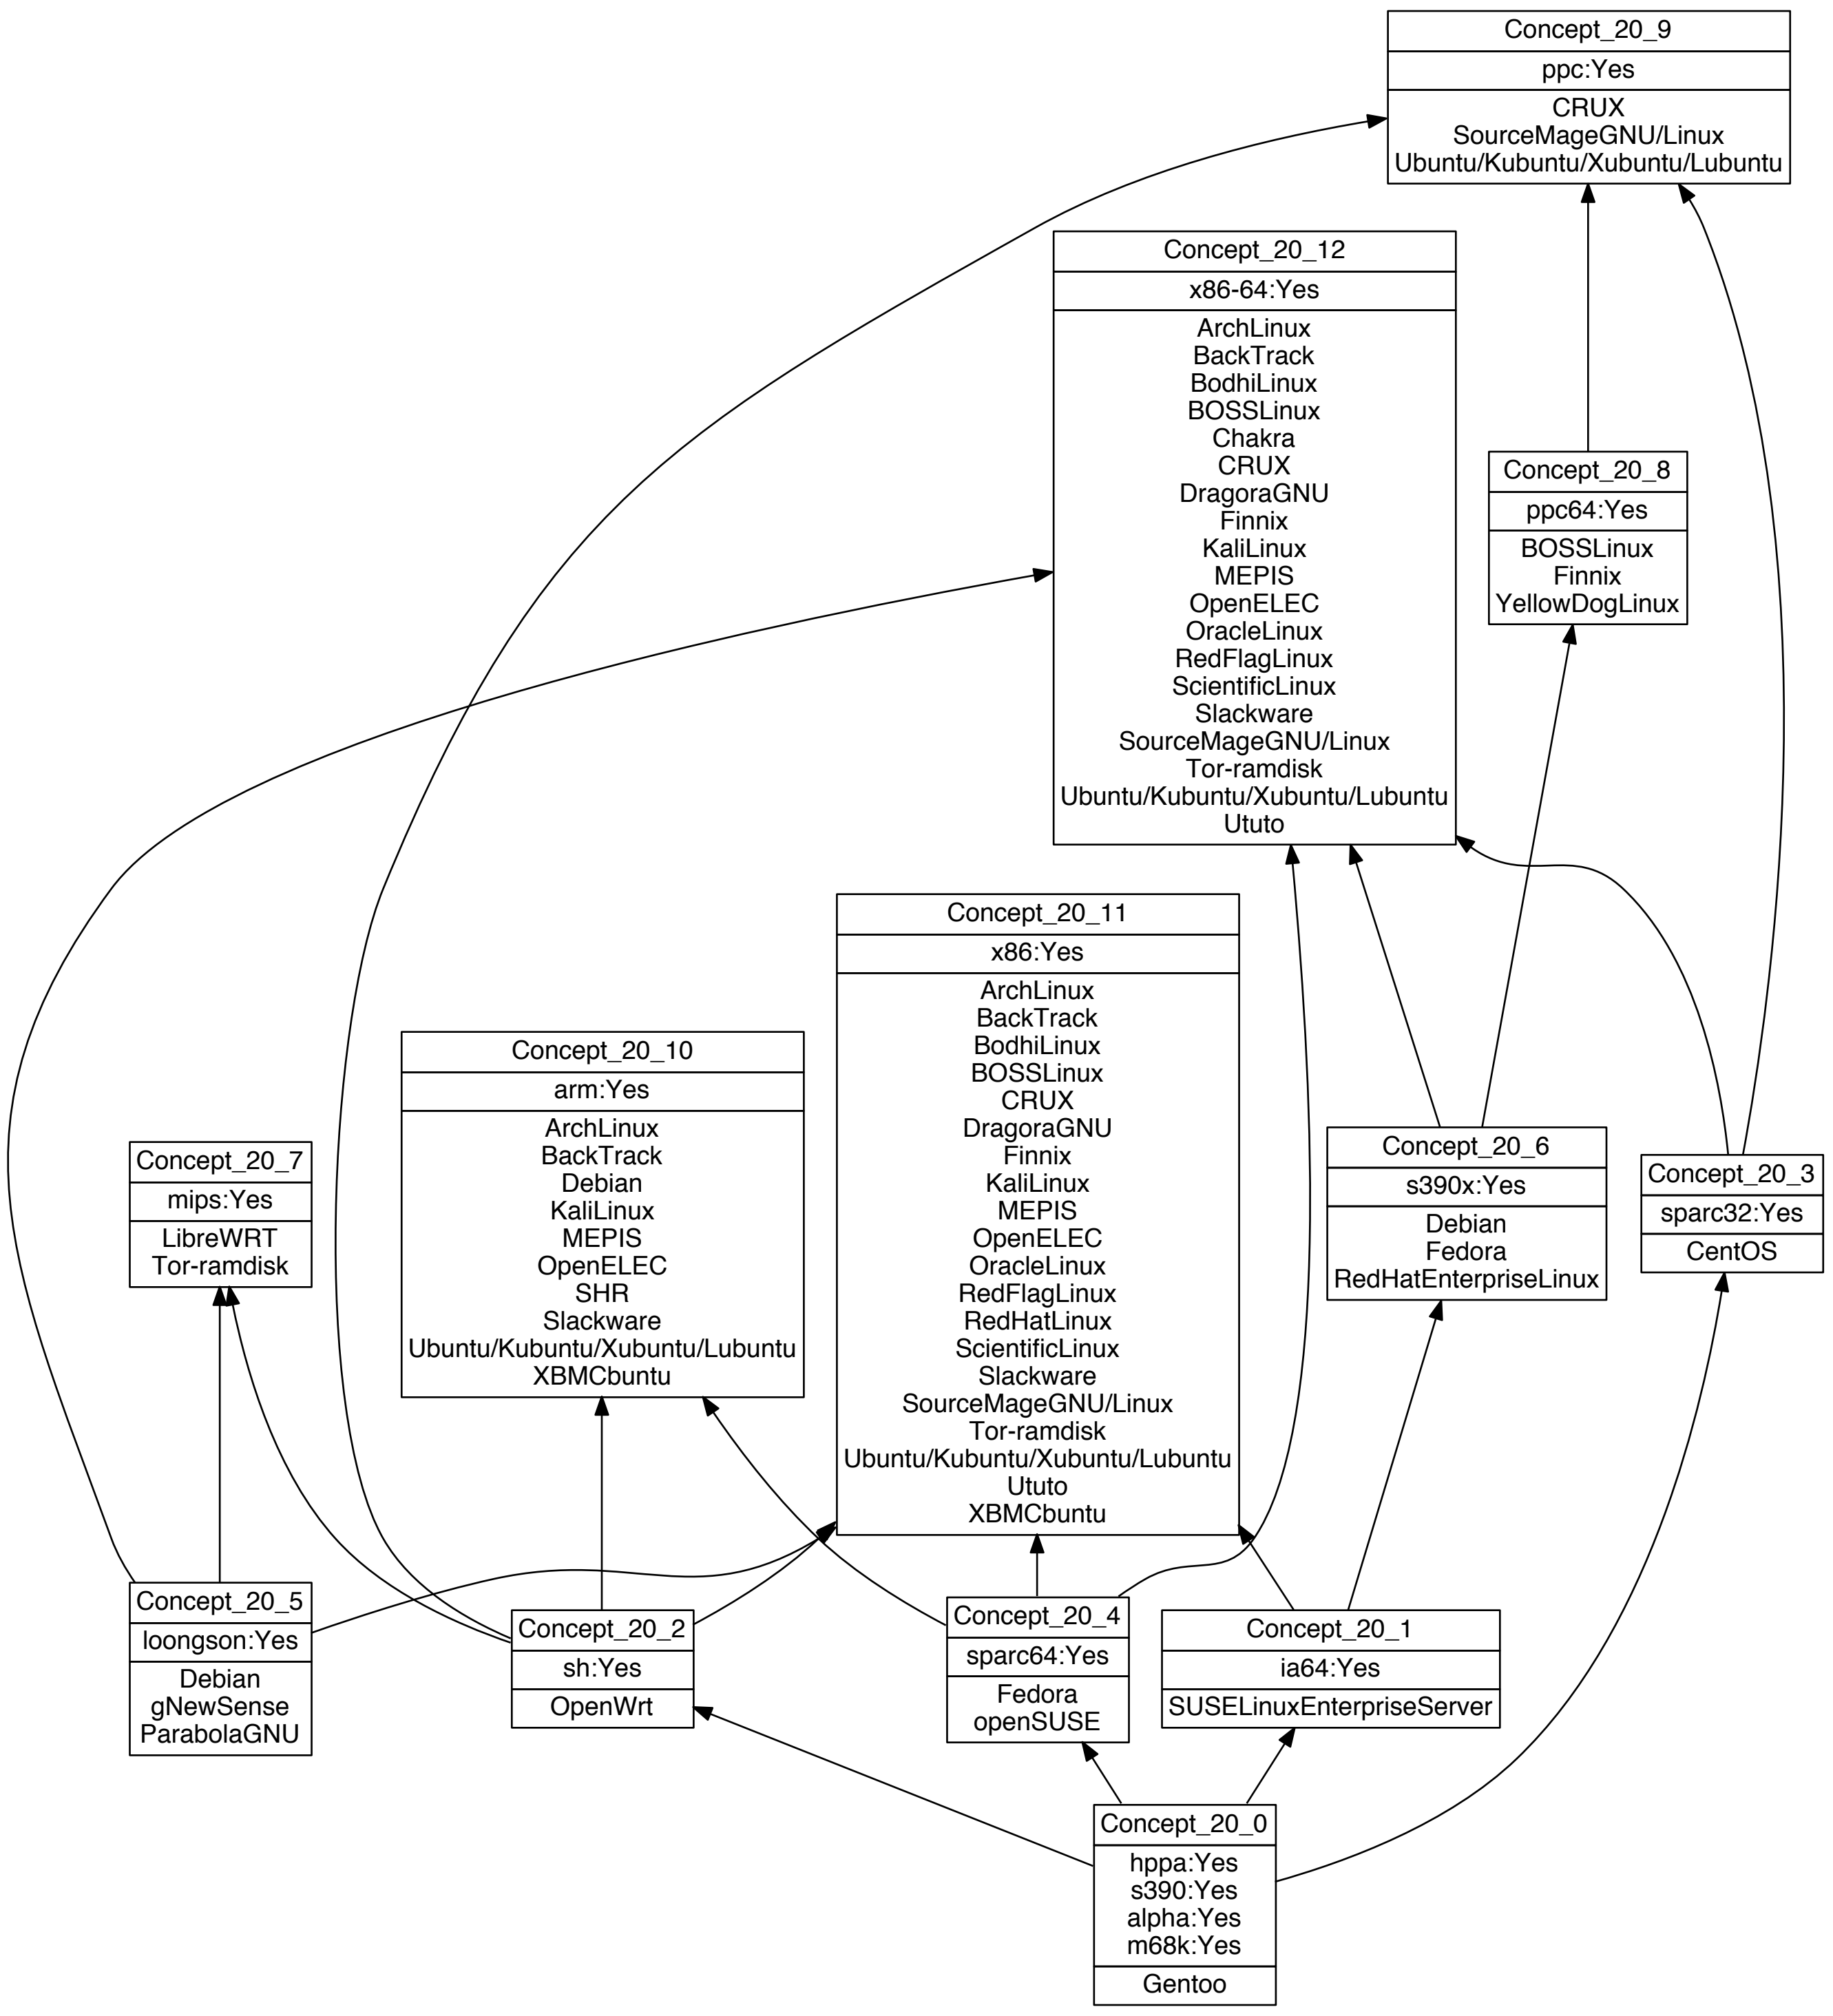 Concept_20_9
ppc:Yes
CRUX
SourceMageGNU/Linux
Ubuntu/Kubuntu/Xubuntu/Lubuntu
Concept_20_12
x86-64:Yes
ArchLinux
BackTrack
BodhiLinux
BOSSLinux
Chakra
CRUX
DragoraGNU
Finnix
KaliLinux
MEPIS
OpenELEC
OracleLinux
RedFlagLinux
ScientificLinux
Slackware
SourceMageGNU/Linux
Tor-ramdisk
Ubuntu/Kubuntu/Xubuntu/Lubuntu
Ututo
Concept_20_8
ppc64:Yes
BOSSLinux
Finnix
YellowDogLinux
Concept_20_11
x86:Yes
ArchLinux
BackTrack
BodhiLinux
BOSSLinux
CRUX
DragoraGNU
Finnix
KaliLinux
MEPIS
OpenELEC
OracleLinux
RedFlagLinux
RedHatLinux
ScientificLinux
Slackware
SourceMageGNU/Linux
Tor-ramdisk
Ubuntu/Kubuntu/Xubuntu/Lubuntu
Ututo
XBMCbuntu
Concept_20_10
arm:Yes
ArchLinux
BackTrack
Debian
KaliLinux
MEPIS
OpenELEC
SHR
Slackware
Ubuntu/Kubuntu/Xubuntu/Lubuntu
XBMCbuntu
Concept_20_7
mips:Yes
LibreWRT
Tor-ramdisk
Concept_20_6
s390x:Yes
Debian
Fedora
RedHatEnterpriseLinux
Concept_20_3
sparc32:Yes
CentOS
Concept_20_5
loongson:Yes
Debian
gNewSense
ParabolaGNU
Concept_20_2
sh:Yes
OpenWrt
Concept_20_4
sparc64:Yes
Fedora
openSUSE
Concept_20_1
ia64:Yes
SUSELinuxEnterpriseServer
Concept_20_0
hppa:Yes
s390:Yes
alpha:Yes
m68k:Yes
Gentoo